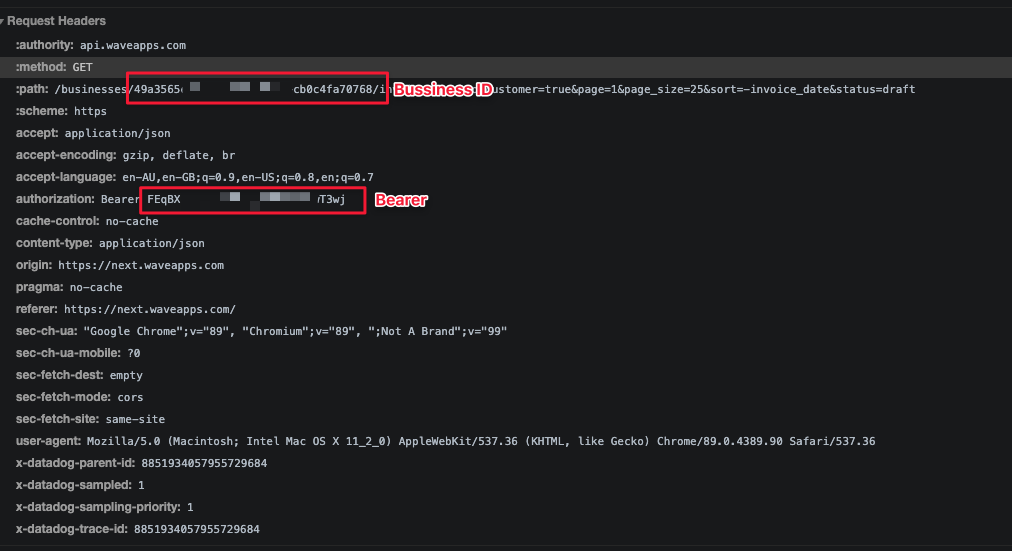 Request Headers
:authority: api.waveapps.com
:method: GET
:path: /businesses/49a3565 cb0c4fa70768/in Bussiness ID ustomer=true&page=1&page_size=25&sort=-invoice_date&status=draft
:scheme: https
accept: application/json
accept-encoding: gzip, deflate, br
accept-language: en-AU,en-GB;q=0.9,en-US;q=0.8,en;q=0.7
authorization: Bearer FEqBX T3wj Bearer
cache-control: no-cache
content-type: application/json
origin: https://next.waveapps.com
pragma: no-cache
referer: https://next.waveapps.com/
sec-ch-ua: "Google Chrome";v="89", "Chromium";v="89", ";Not A Brand";v="99"
sec-ch-ua-mobile: ?0
sec-fetch-dest: empty
sec-fetch-mode: cors
sec-fetch-site: same-site
user-agent: Mozilla/5.0 (Macintosh; Intel Mac OS X 11_2_0) AppleWebKit/537.36 (KHTML, like Gecko) Chrome/89.0.4389.90 Safari/537.36
x-datadog-parent-id: 8851934057955729684
x-datadog-sampled: 1
x-datadog-sampling-priority: 1
x-datadog-trace-id: 8851934057955729684